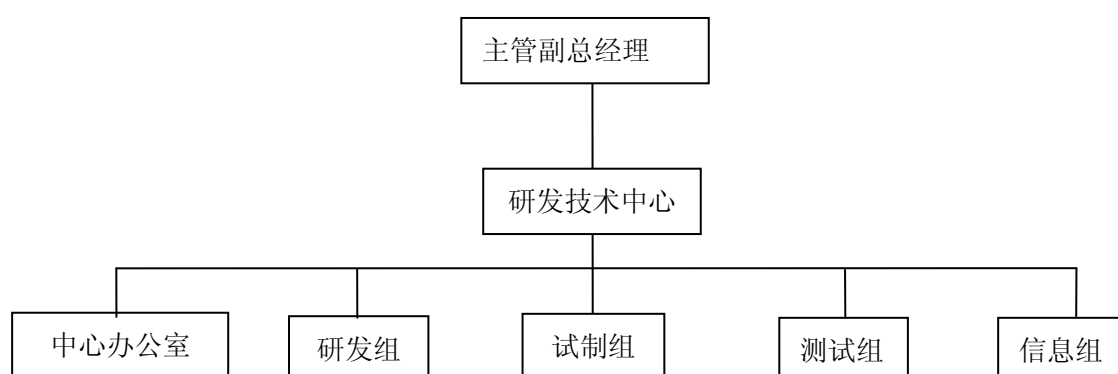 主管副总经理
研发技术中心
中心办公室
研发组
试制组
测试组
信息组